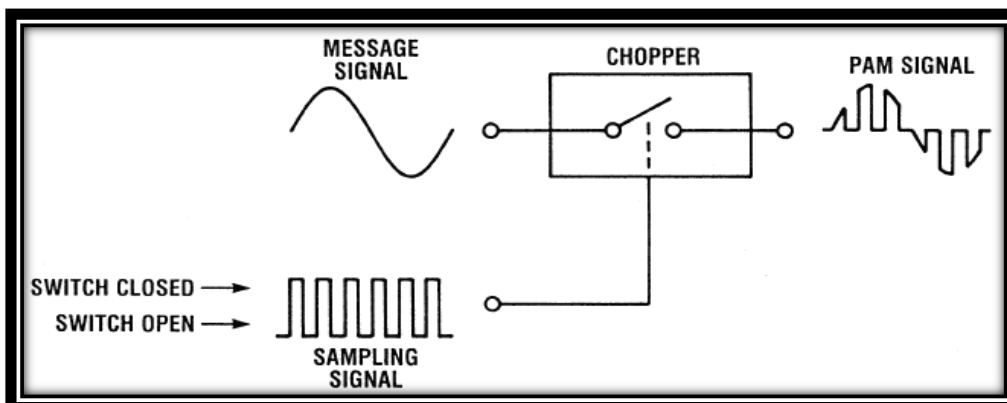 MESSAGE
SIGNAL
CHOPPER
PAM SIGNAL
SWITCH CLOSED
SWITCH OPEN
SAMPLING
SIGNAL